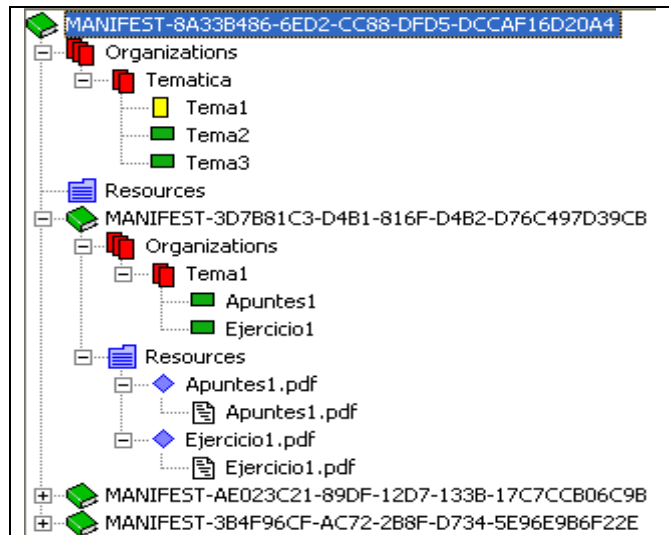 MANIFEST-8A33B486-6ED2-CC88-DFD5-DCCAF16D20A4
Organizations
Tematica
Tema1
Tema2
Tema3
Resources
MANIFEST-3D7B81C3-D4B1-816F-D4B2-D76C497D39CB
Organizations
Tema1
Apuntes1
Ejercicio1
Resources
Apuntes1.pdf
Apuntes1.pdf
Ejercicio1.pdf
Ejercicio1.pdf
MANIFEST-AE023C21-89DF-12D7-133B-17C7CCB06C9B
MANIFEST-3B4F96CF-AC72-2B8F-D734-5E96E9B6F22E